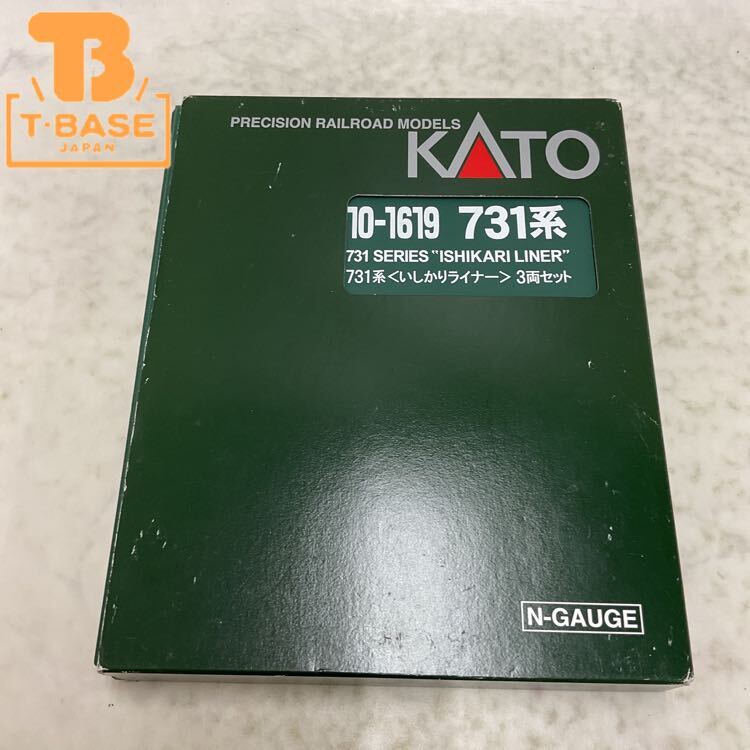 T-BASE
JAPAN
PRECISION RAILROAD MODELS
KATO
10-1619 731系
731 SERIES "ISHIKARI LINER"
731系<いしかりライナー> 3両セット
N-GAUGE